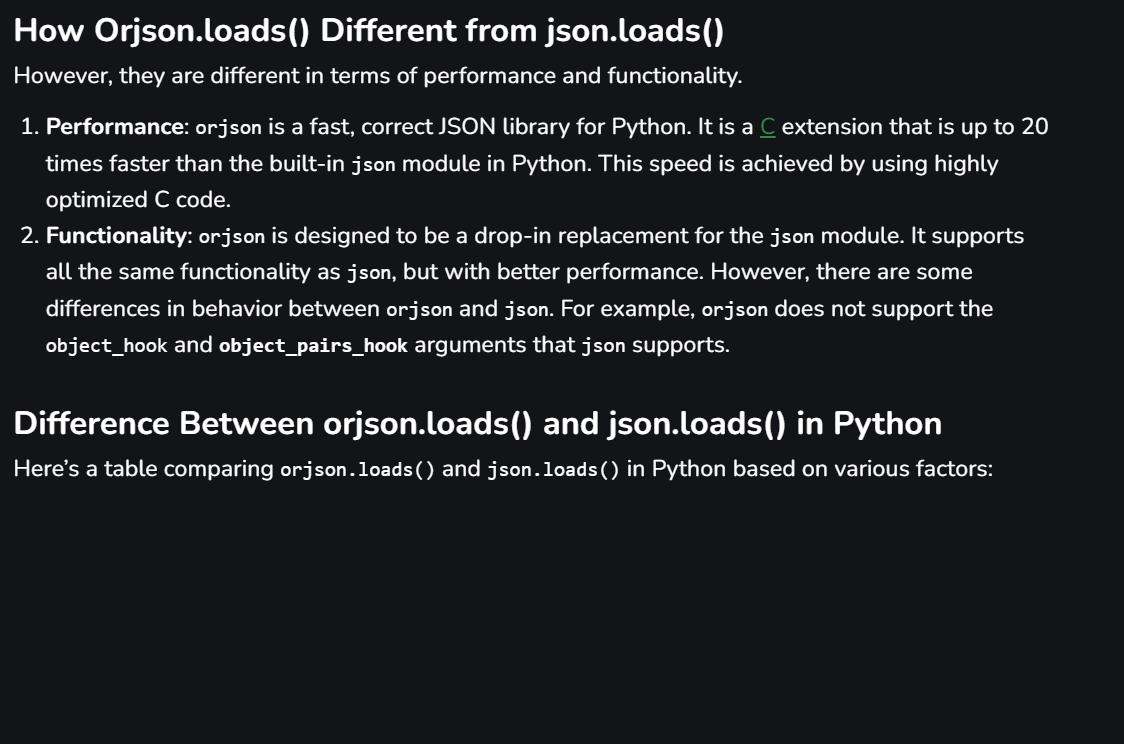 How Orjson.loads() Different from json.loads()
However, they are different in terms of performance and functionality.
1. Performance: orjson is a fast, correct JSON library for Python. It is a C extension that is up to 20
times faster than the built-in json module in Python. This speed is achieved by using highly
optimized C code.
2. Functionality: orjson is designed to be a drop-in replacement for the json module. It supports
all the same functionality as json, but with better performance. However, there are some
differences in behavior between orjson and json. For example, orjson does not support the
object_hook and object_pairs_hook arguments that json supports.
Difference Between orjson.loads() and json.loads() in Python
Here’s a table comparing orjson.loads() and json.loads() in Python based on various factors: